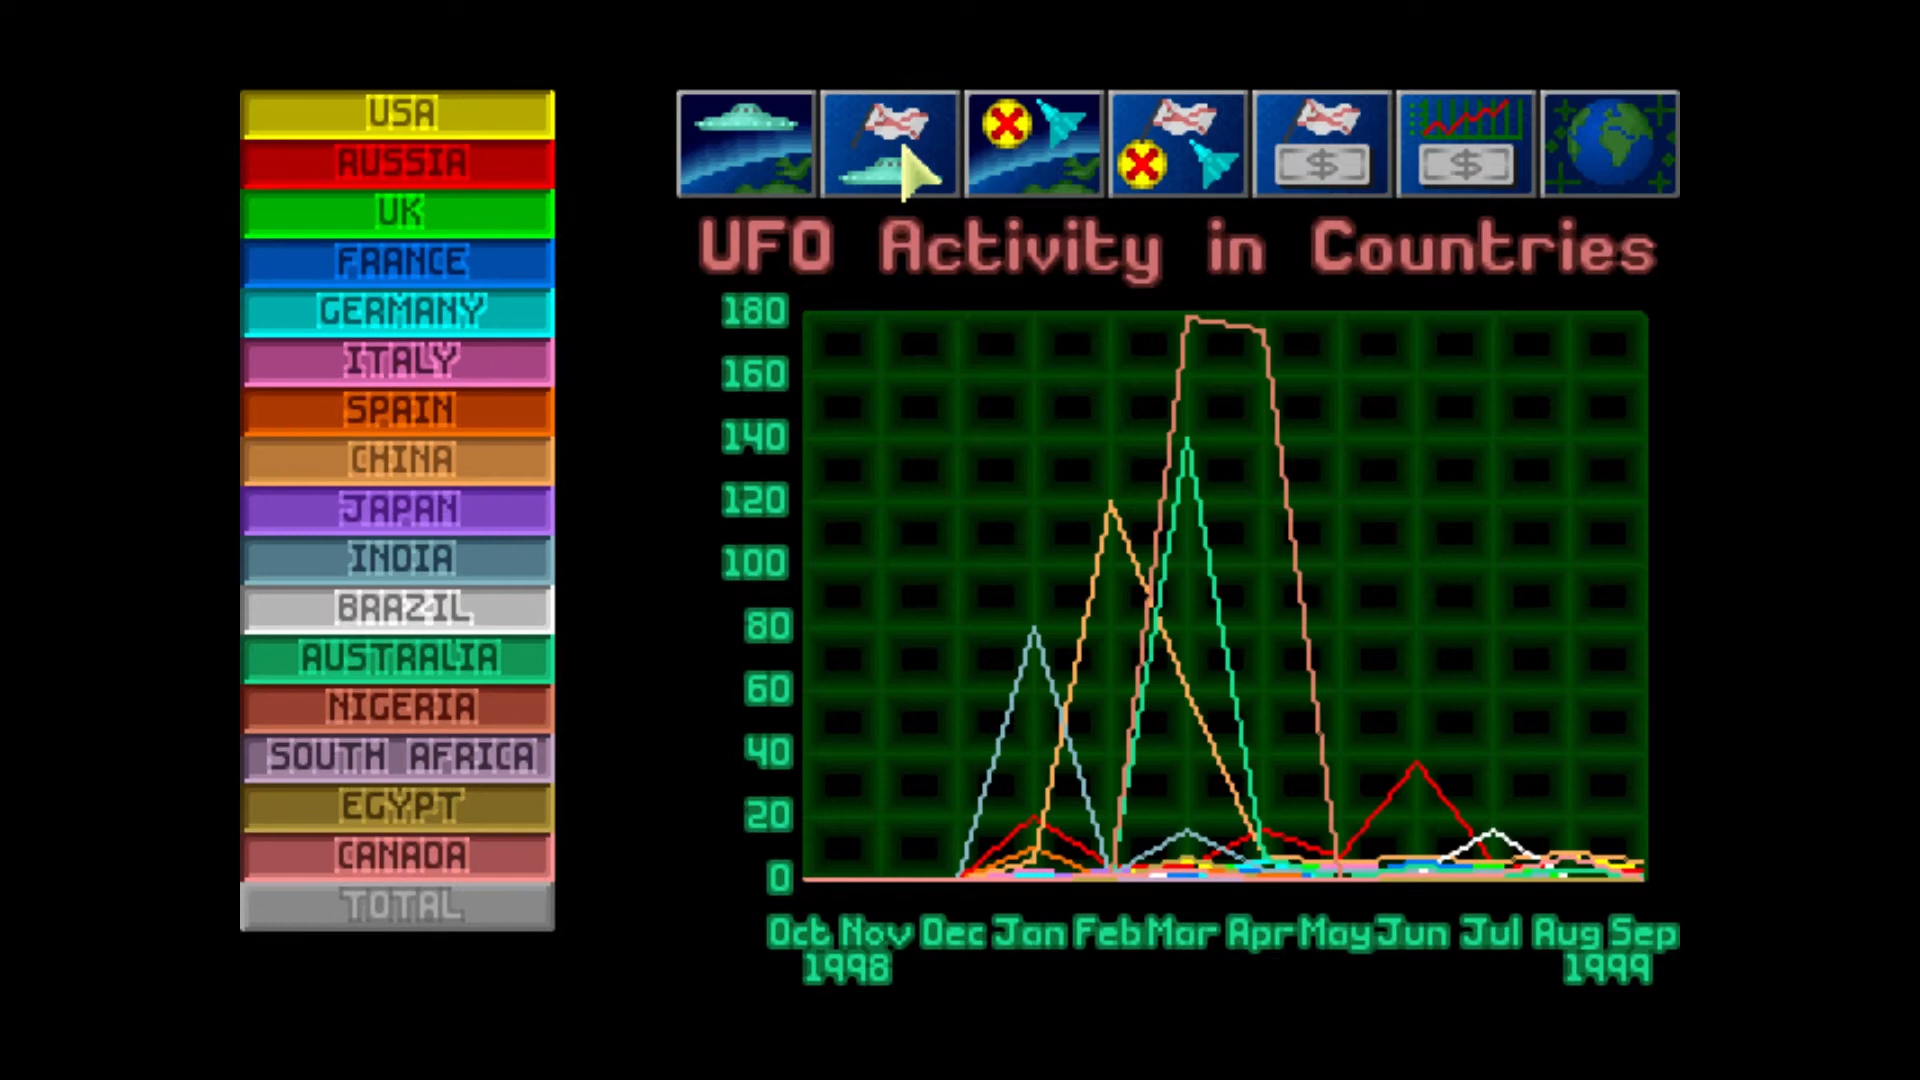 USA
RUSSIA
UK
FRANCE
GERMANY
ITALY
SPAIN
CHINA
JAPAN
INDIA
BRAZIL
AUSTRALIA
NIGERIA
SOUTH AFRICA
EGYPT
CANADA
TOTAL
$ $
UFO Activity in Countries
180
160
140
120
100
80
60
40
20
0
Oct Nov Dec Jan Feb Mar Apr May Jun Jul Aug Sep
1998 1999